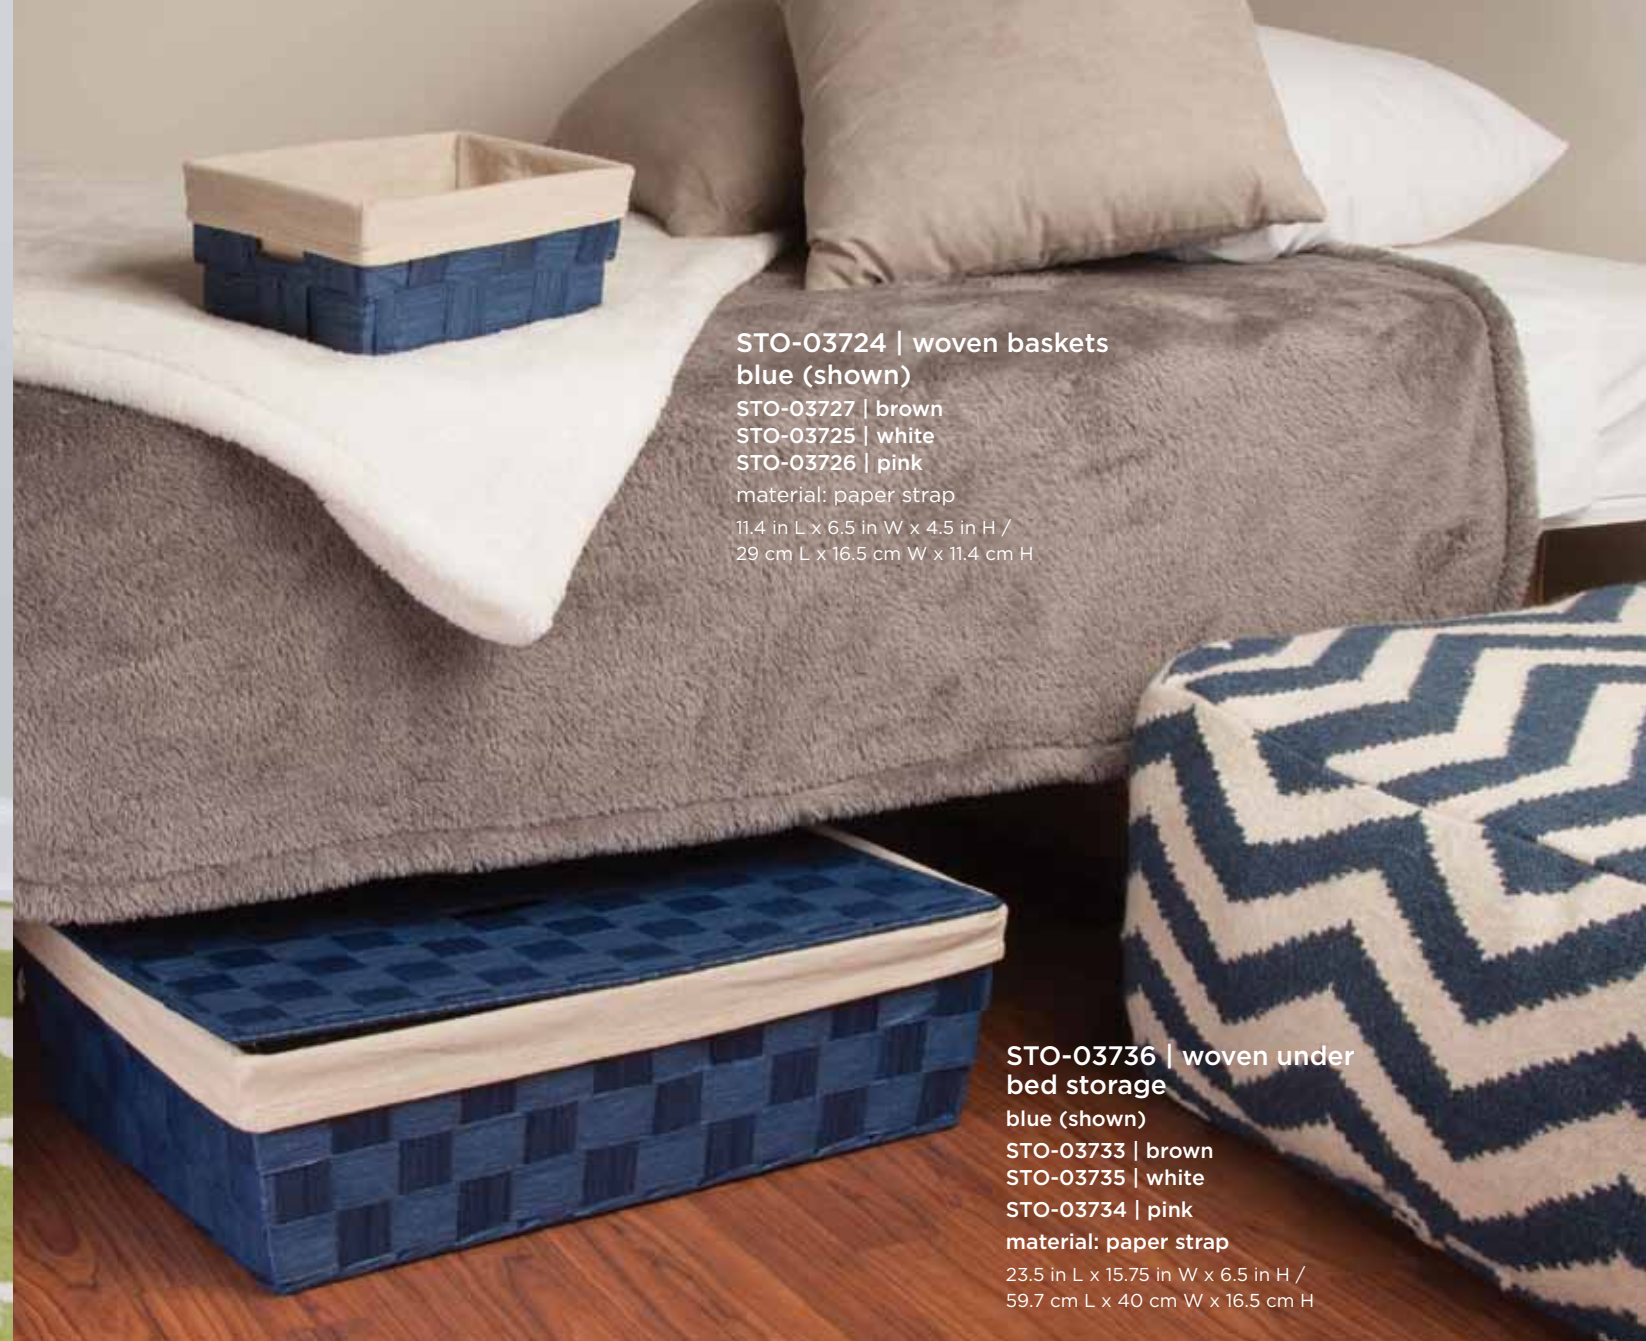 STO-03724 | woven baskets
blue (shown)
STO-03727 | brown
STO-03725 | white
STO-03726 | pink
material: paper strap
11.4 in L x 6.5 in W x 4.5 in H /
29 cm L x 16.5 cm W x 11.4 cm H
STO-03736 | woven under
bed storage
blue (shown)
STO-03733 | brown
STO-03735 | white
STO-03734 | pink
material: paper strap
23.5 in L x 15.75 in W x 6.5 in H /
59.7 cm L x 40 cm W x 16.5 cm H